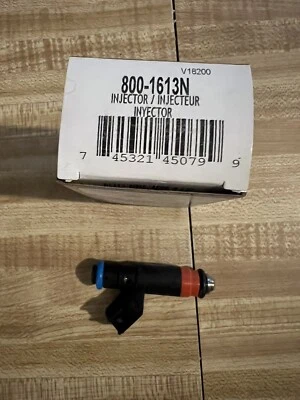 V18200
800-1613N
INJECTOR / INJECTEUR
INYECTOR
7 45321 45079 9